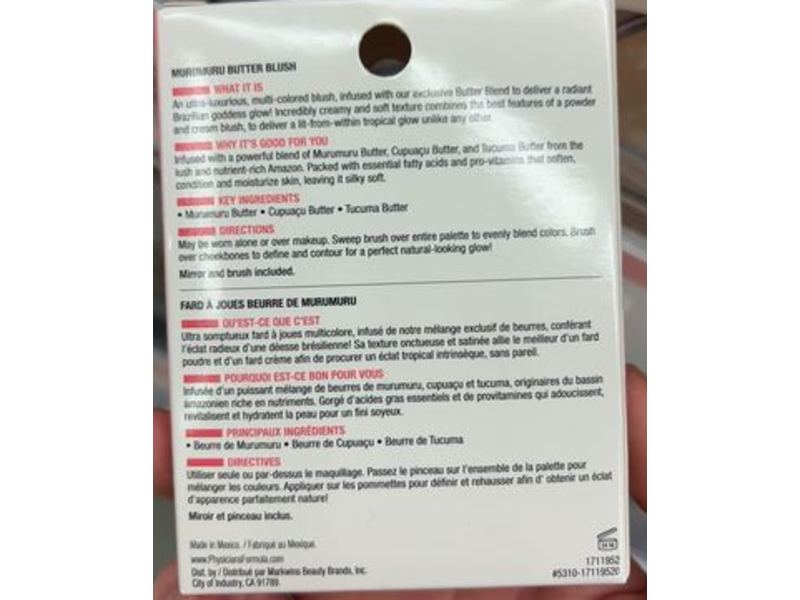 MURUMURU BUTTER BLUSH
WHAT IT IS
An ultra-luxurious, multi-colored blush, infused with our exclusive Butter Blend to deliver a radiant
Brazilian goddess glow! Incredibly creamy and soft texture combines the best features of a powder
and cream blush, to deliver a lit-from-within tropical glow unlike any other.
WHY IT'S GOOD FOR YOU
Infused with a powerful blend of Murumuru Butter, Cupuaçu Butter, and Tucuma Butter from the
lush and nutrient-rich Amazon. Packed with essential fatty acids and pro-vitamins that soften,
condition and moisturize skin, leaving it silky soft.
KEY INGREDIENTS
• Murumuru Butter • Cupuaçu Butter • Tucuma Butter
DIRECTIONS
May be worn alone or over makeup. Sweep brush over entire palette to evenly blend colors. Brush
over cheekbones to define and contour for a perfect natural-looking glow!
Mirror and brush included.
FARD À JOUES BEURRE DE MURUMURU
QU'EST-CE QUE C'EST
Ultra somptueux fard à joues multicolore, infusé de notre mélange exclusif de beurres, conférant
l'éclat radieux d'une déesse brésilienne! Sa texture onctueuse et satinée allie le meilleur d'un fard
poudre et d'un fard crème afin de procurer un éclat tropical intrinsèque, sans pareil.
POURQUOI EST-CE BON POUR VOUS
Infusée d'un puissant mélange de beurres de murumuru, cupuaçu et tucuma, originaires du bassin
amazonien riche en nutriments. Gorgé d'acides gras essentiels et de provitamines qui adoucissent,
revitalisent et hydratent la peau pour un fini soyeux.
PRINCIPAUX INGRÉDIENTS
• Beurre de Murumuru • Beurre de Cupuaçu • Beurre de Tucuma
DIRECTIVES
Utiliser seule ou par-dessus le maquillage. Passez le pinceau sur l'ensemble de la palette pour
mélanger les couleurs. Appliquer sur les pommettes pour définir et rehausser afin d' obtenir un éclat
d'apparence parfaitement naturel
Miroir et pinceau inclus.
Made in Mexico. / Fabriqué au Mexique.
www.PhysiciansFormula.com
Dist. by / Distribué par Markwins Beauty Brands, Inc.
City of Industry, CA 91789.
1711952
#5310-17119520